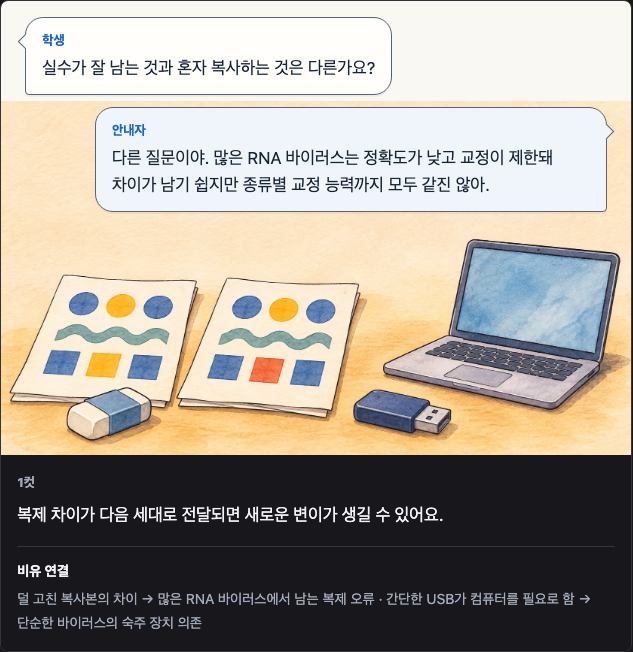 학생
실수가 잘 남는 것과 혼자 복사하는 것은 다른가요?
안내자
다른 질문이야. 많은 RNA 바이러스는 정확도가 낮고 교정이 제한돼
차이가 남기 쉽지만 종류별 교정 능력까지 모두 같진 않아.
1컷
복제 차이가 다음 세대로 전달되면 새로운 변이가 생길 수 있어요.
비유 연결
덜 고친 복사본의 차이 → 많은 RNA 바이러스에서 남는 복제 오류 · 간단한 USB가 컴퓨터를 필요로 함 →
단순한 바이러스의 숙주 장치 의존